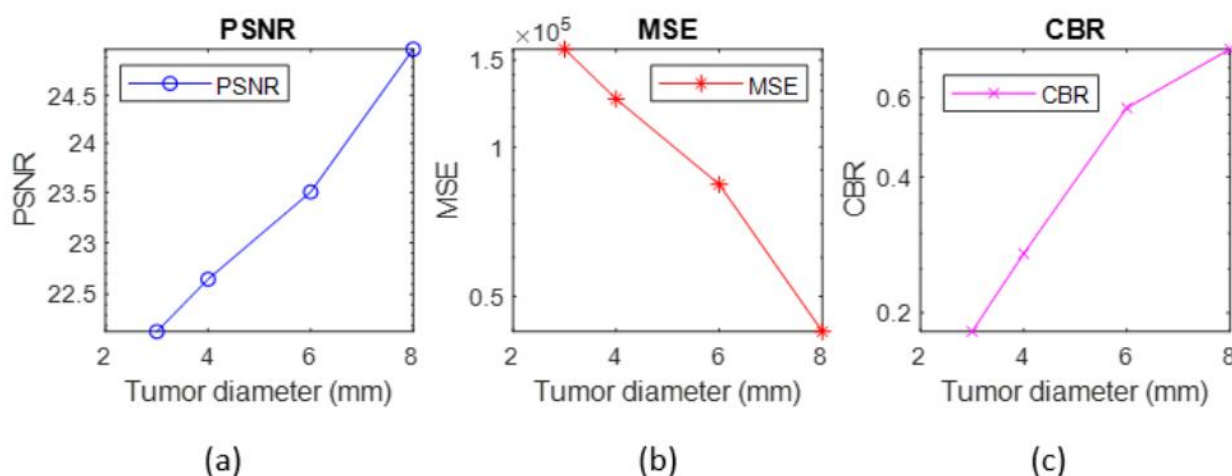 PSNR
PSNR
24.5
24
23.5
23
22.5
PSNR
2 4 6 8
Tumor diameter (mm)
(a)
×10⁵
MSE
MSE
1.5
1
0.5
MSE
2 4 6 8
Tumor diameter (mm)
(b)
CBR
CBR
0.6
0.4
0.2
CBR
2 4 6 8
Tumor diameter (mm)
(c)